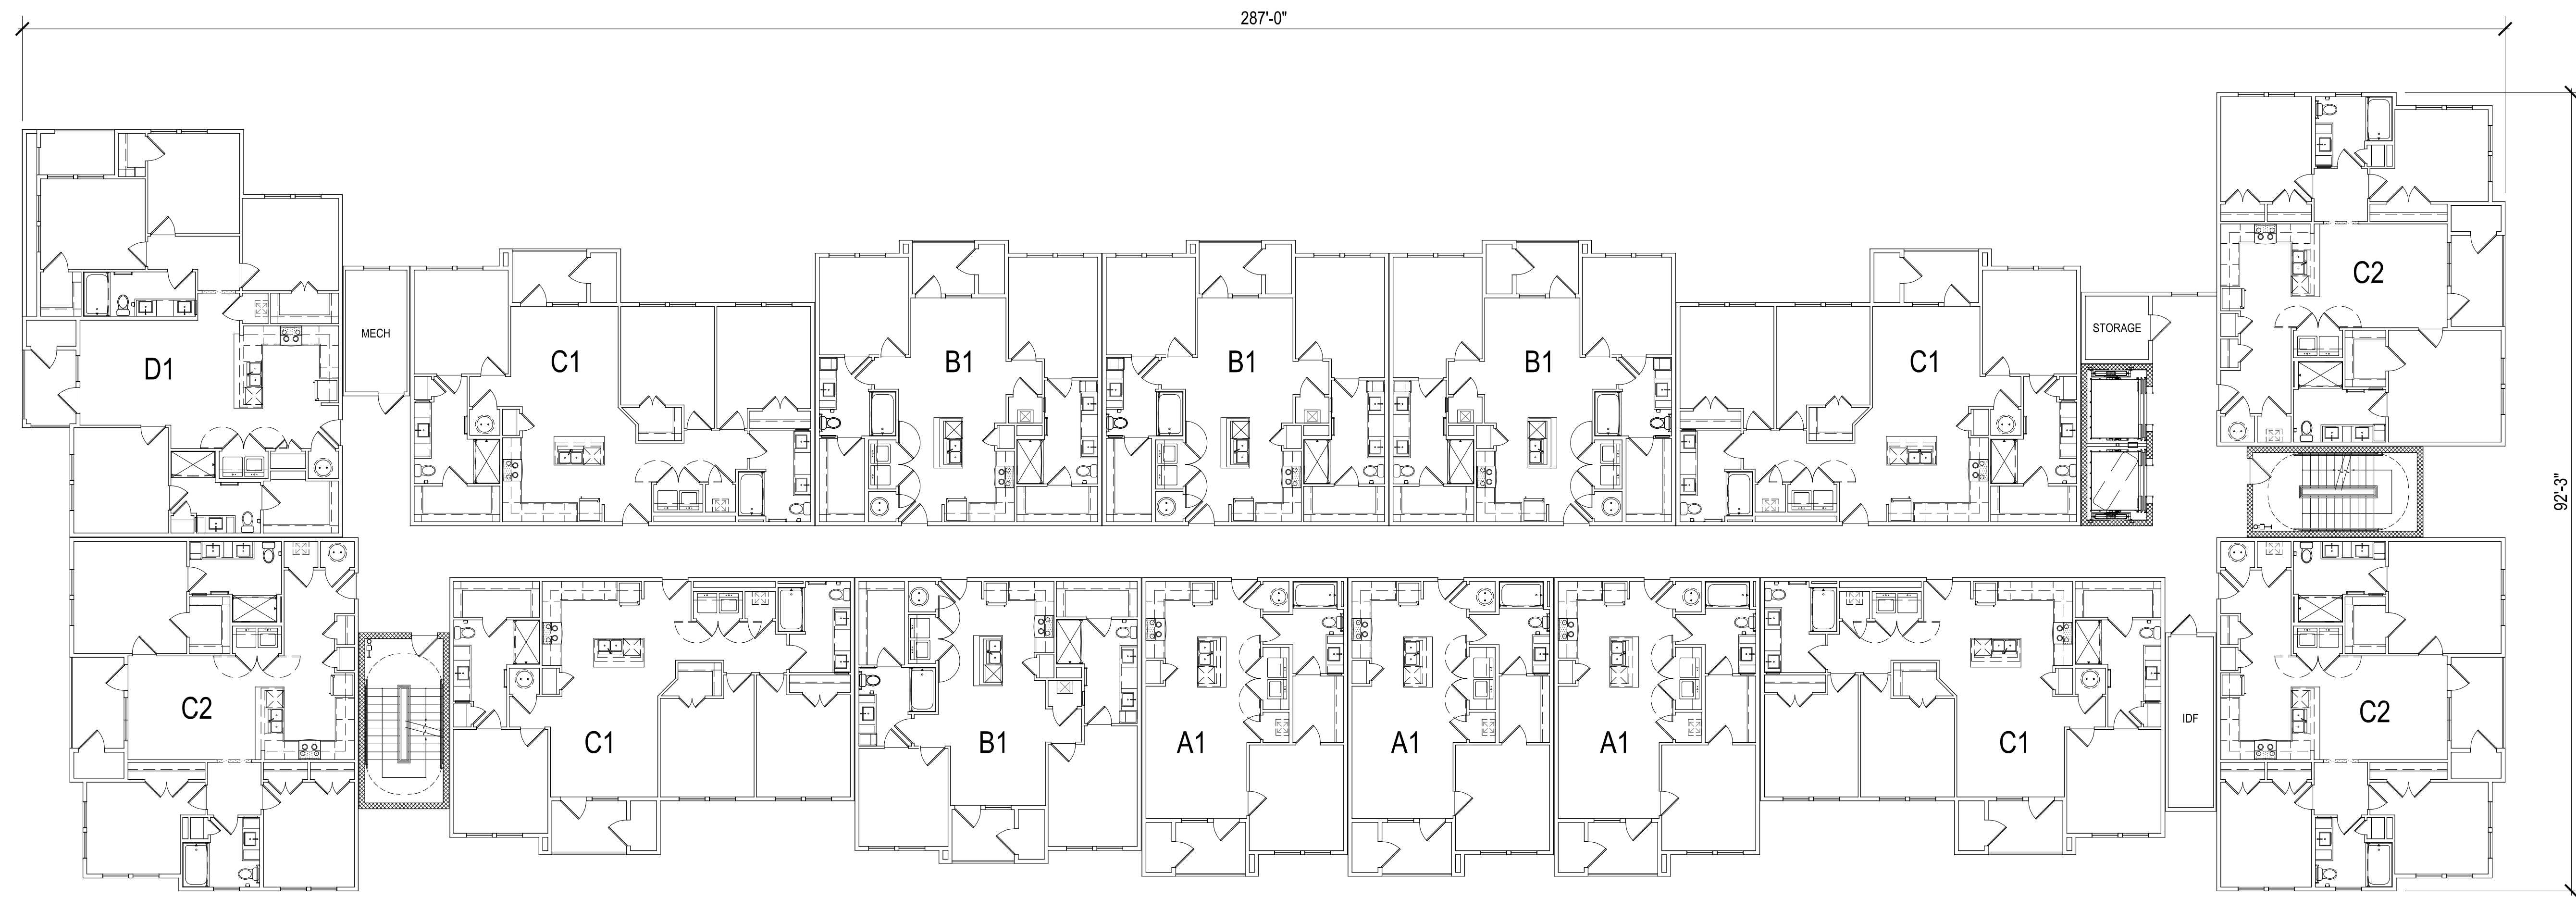 287'-0"
C2
STORAGE
MECH
D1
C1
B1
B1
B1
C1
92'-3"
C2
C1
B1
A1
A1
A1
C1
IDF
C2